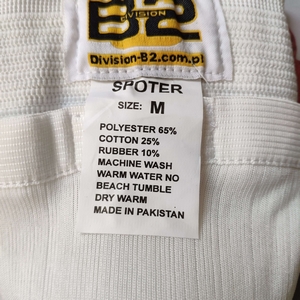 B2
DIVISION
Division-B2.com.pl
SPOTER
SIZE: M
POLYESTER 65%
COTTON 25%
RUBBER 10%
MACHINE WASH
WARM WATER NO
BEACH TUMBLE
DRY WARM
MADE IN PAKISTAN